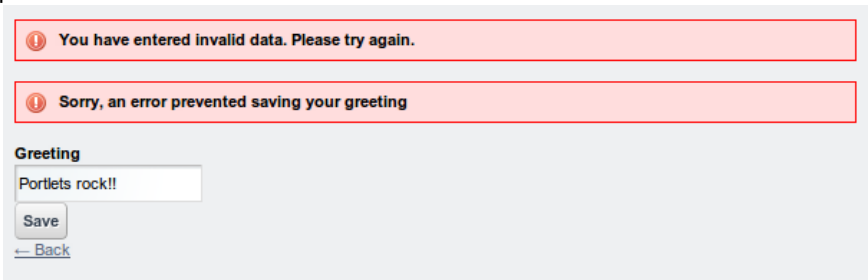 You have entered invalid data. Please try again.
Sorry, an error prevented saving your greeting
Greeting
Portlets rock!!
Save
← Back